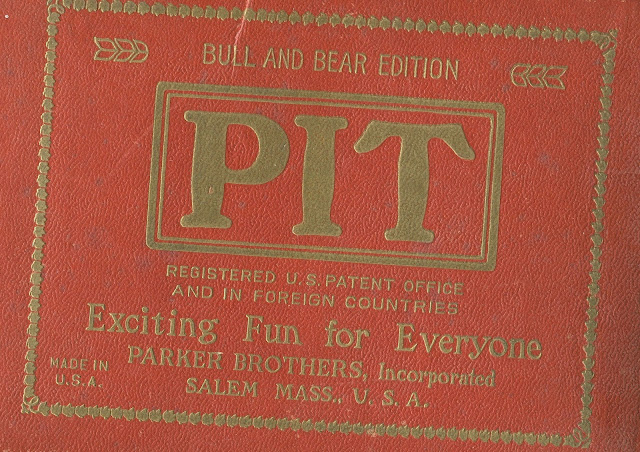 BULL AND BEAR EDITION
PIT
REGISTERED U.S. PATENT OFFICE
AND IN FOREIGN COUNTRIES
Exciting Fun for Everyone
PARKER BROTHERS, Incorporated
SALEM MASS., U. S. A.
MADE IN
U.S.A.